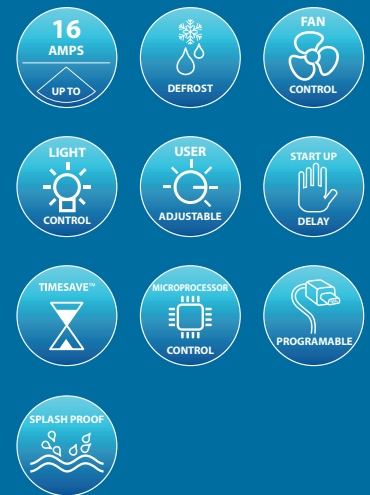 16
AMPS
UP TO
DEFROST
FAN
CONTROL
LIGHT
CONTROL
USER
ADJUSTABLE
START UP
DELAY
TIMESAVE™
MICROPROCESSOR
CONTROL
PROGRAMABLE
SPLASH PROOF